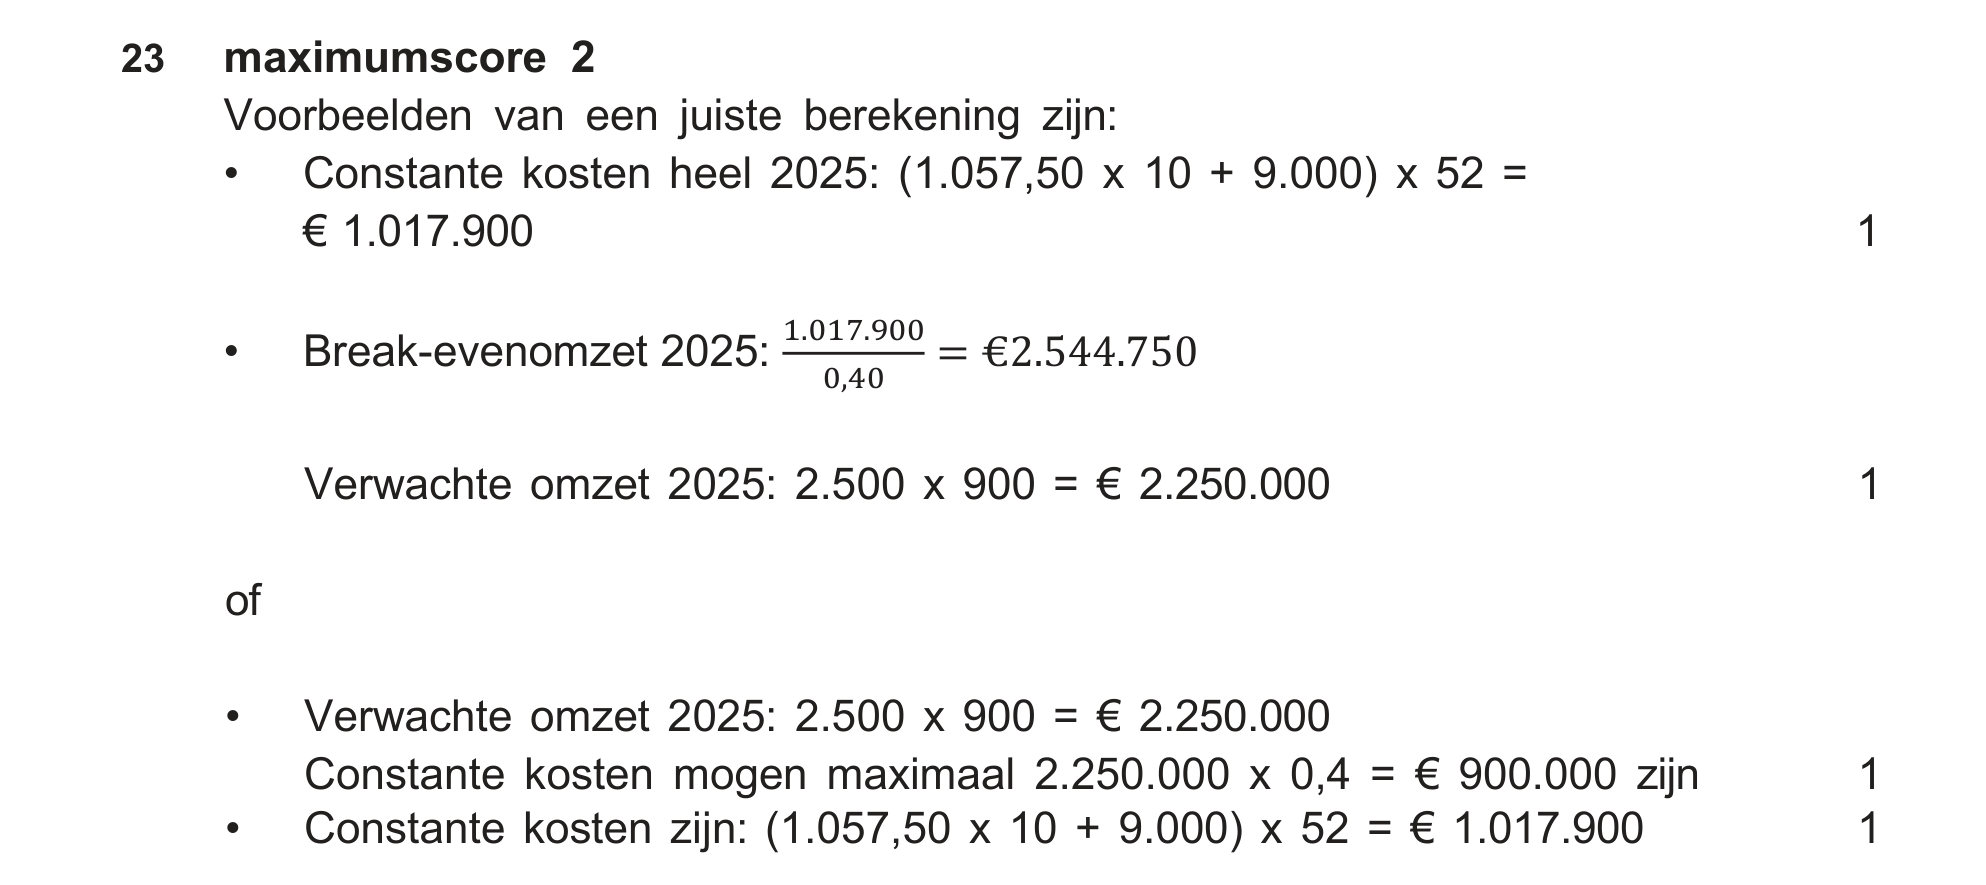 23 maximumscore 2
Voorbeelden van een juiste berekening zijn:
• Constante kosten heel 2025: (1.057,50 x 10 + 9.000) x 52 =
€ 1.017.900 1
• Break-evenomzet 2025: 1.017.900/0,40 = €2.544.750
Verwachte omzet 2025: 2.500 x 900 = € 2.250.000 1
of
• Verwachte omzet 2025: 2.500 x 900 = € 2.250.000
Constante kosten mogen maximaal 2.250.000 x 0,4 = € 900.000 zijn 1
• Constante kosten zijn: (1.057,50 x 10 + 9.000) x 52 = € 1.017.900 1